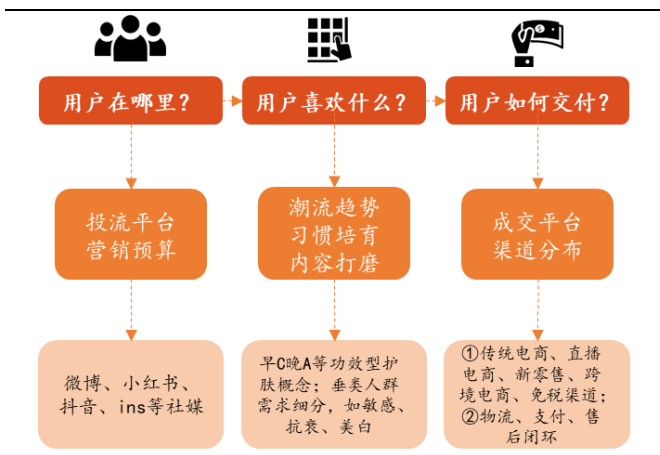 用户在哪里？
用户喜欢什么？
用户如何交付？
投流平台
营销预算
潮流趋势
习惯培育
内容打磨
成交平台
渠道分布
微博、小红书、
抖音、ins等社媒
早C晚A等功效型护
肤概念；垂类人群
需求细分，如敏感、
抗衰、美白
①传统电商、直播
电商、新零售、跨
境电商、免税渠道；
②物流、支付、售
后闭环